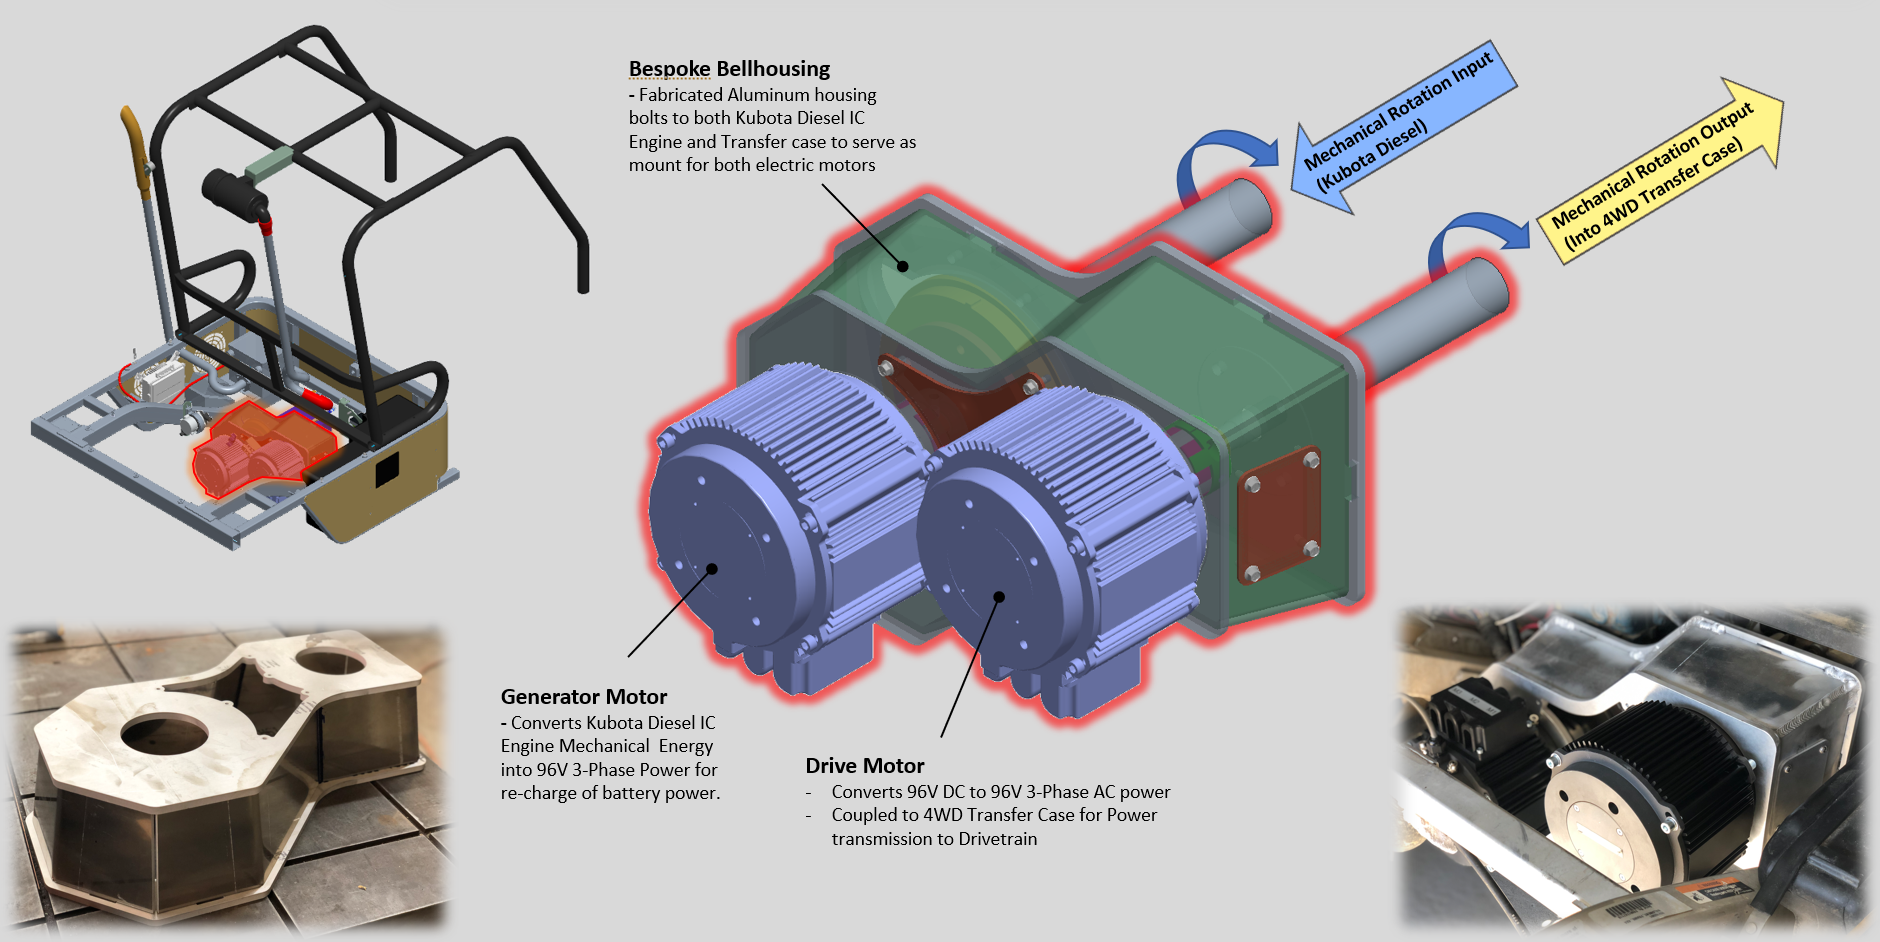 Bespoke Bellhousing
- Fabricated Aluminum housing
bolts to both Kubota Diesel IC
Engine and Transfer case to serve as
mount for both electric motors
Mechanical Rotation Input
(Kubota Diesel)
Mechanical Rotation Output
(Into 4WD Transfer Case)
Generator Motor
- Converts Kubota Diesel IC
Engine Mechanical  Energy
into 96V 3-Phase Power for
re-charge of battery power.
Drive Motor
- Converts 96V DC to 96V 3-Phase AC power
- Coupled to 4WD Transfer Case for Power
transmission to Drivetrain